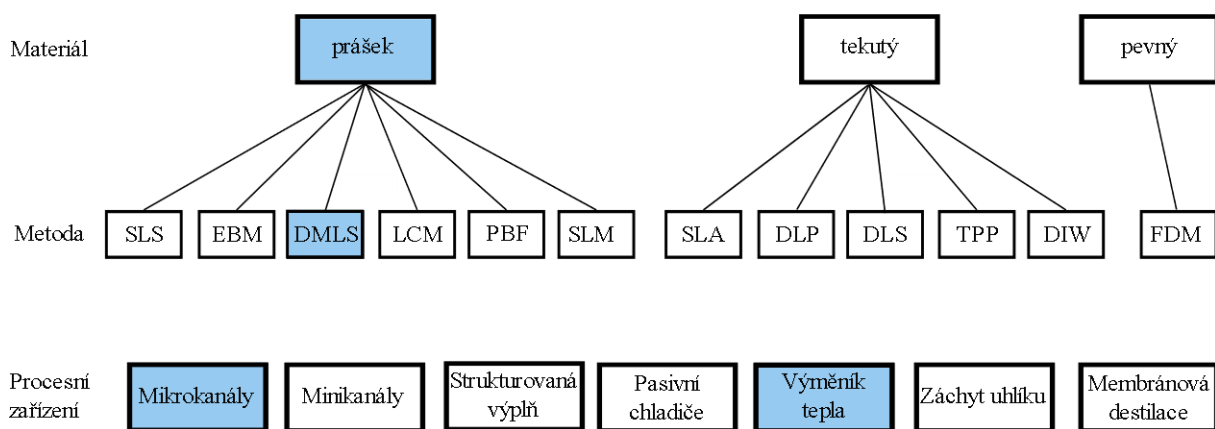 Materiál
prášek
tekutý
pevný
Metoda
SLS
EBM
DMLS
LCM
PBF
SLM
SLA
DLP
DLS
TPP
DIW
FDM
Procesní
zařízení
Mikrokanály
Minikanály
Strukturovaná
výplň
Pasivní
chladiče
Výměník
tepla
Záchyt uhlíku
Membránová
destilace